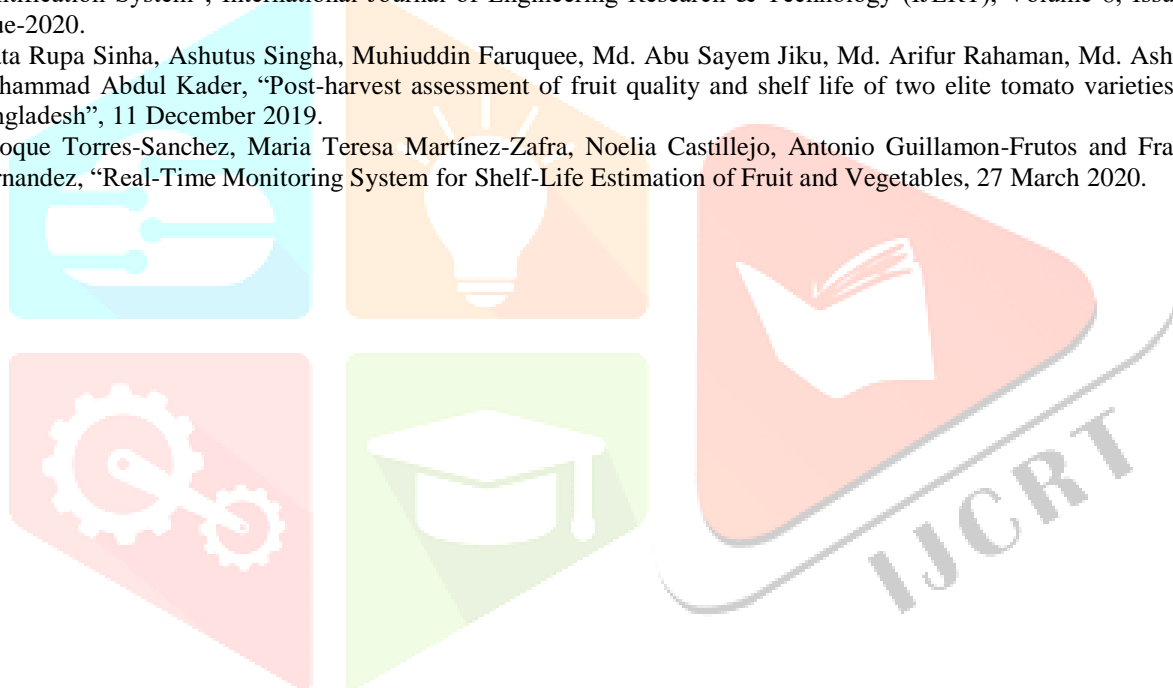 ntification System", International Journal of Engineering Research & Technology (IJERT), Volume Issu
ue-2020.
ta Rupa Sinha, Ashutus Singha, Muhiuddin Faruquee, Md. Abu Sayem Jiku, Md. Arifur Rahaman, Md. Ash
hammad Abdul Kader, “Post-harvest assessment of fruit quality and shelf life of two elite tomato varieties
ngladesh”, 11 December 2019.
oque Torres-Sanchez, Maria Teresa Martínez-Zafra, Noelia Castillejo, Antonio Guillamon-Frutos and Fra
rnandez, “Real-Time Monitoring System for Shelf-Life Estimation of Fruit and Vegetables, 27 March 2020.
IJCRT